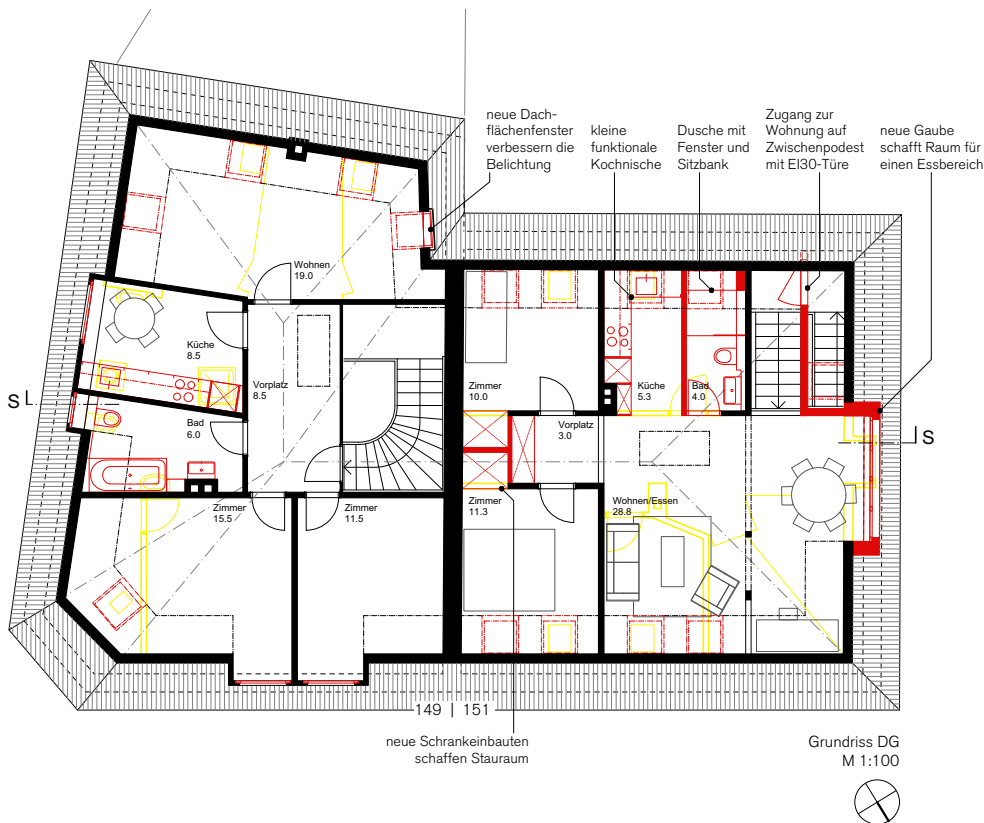 neue Dach-
flächenfenster
verbessern die
Belichtung
kleine
funktionale
Kochnische
Dusche mit
Fenster und
Sitzbank
Zugang zur
Wohnung auf
Zwischenpodest
mit EI30-Türe
neue Gaube
schafft Raum für
einen Essbereich
Wohnen
19.0
Küche
8.5
Vorplatz
8.5
Zimmer
10.0
Küche
5.3
Bad
4.0
S
Bad
6.0
Vorplatz
3.0
S
Zimmer
15.5
Zimmer
11.5
Zimmer
11.3
Wohnen/Essen
28.8
149 | 151
neue Schrankeinbauten
schaffen Stauraum
Grundriss DG
M 1:100